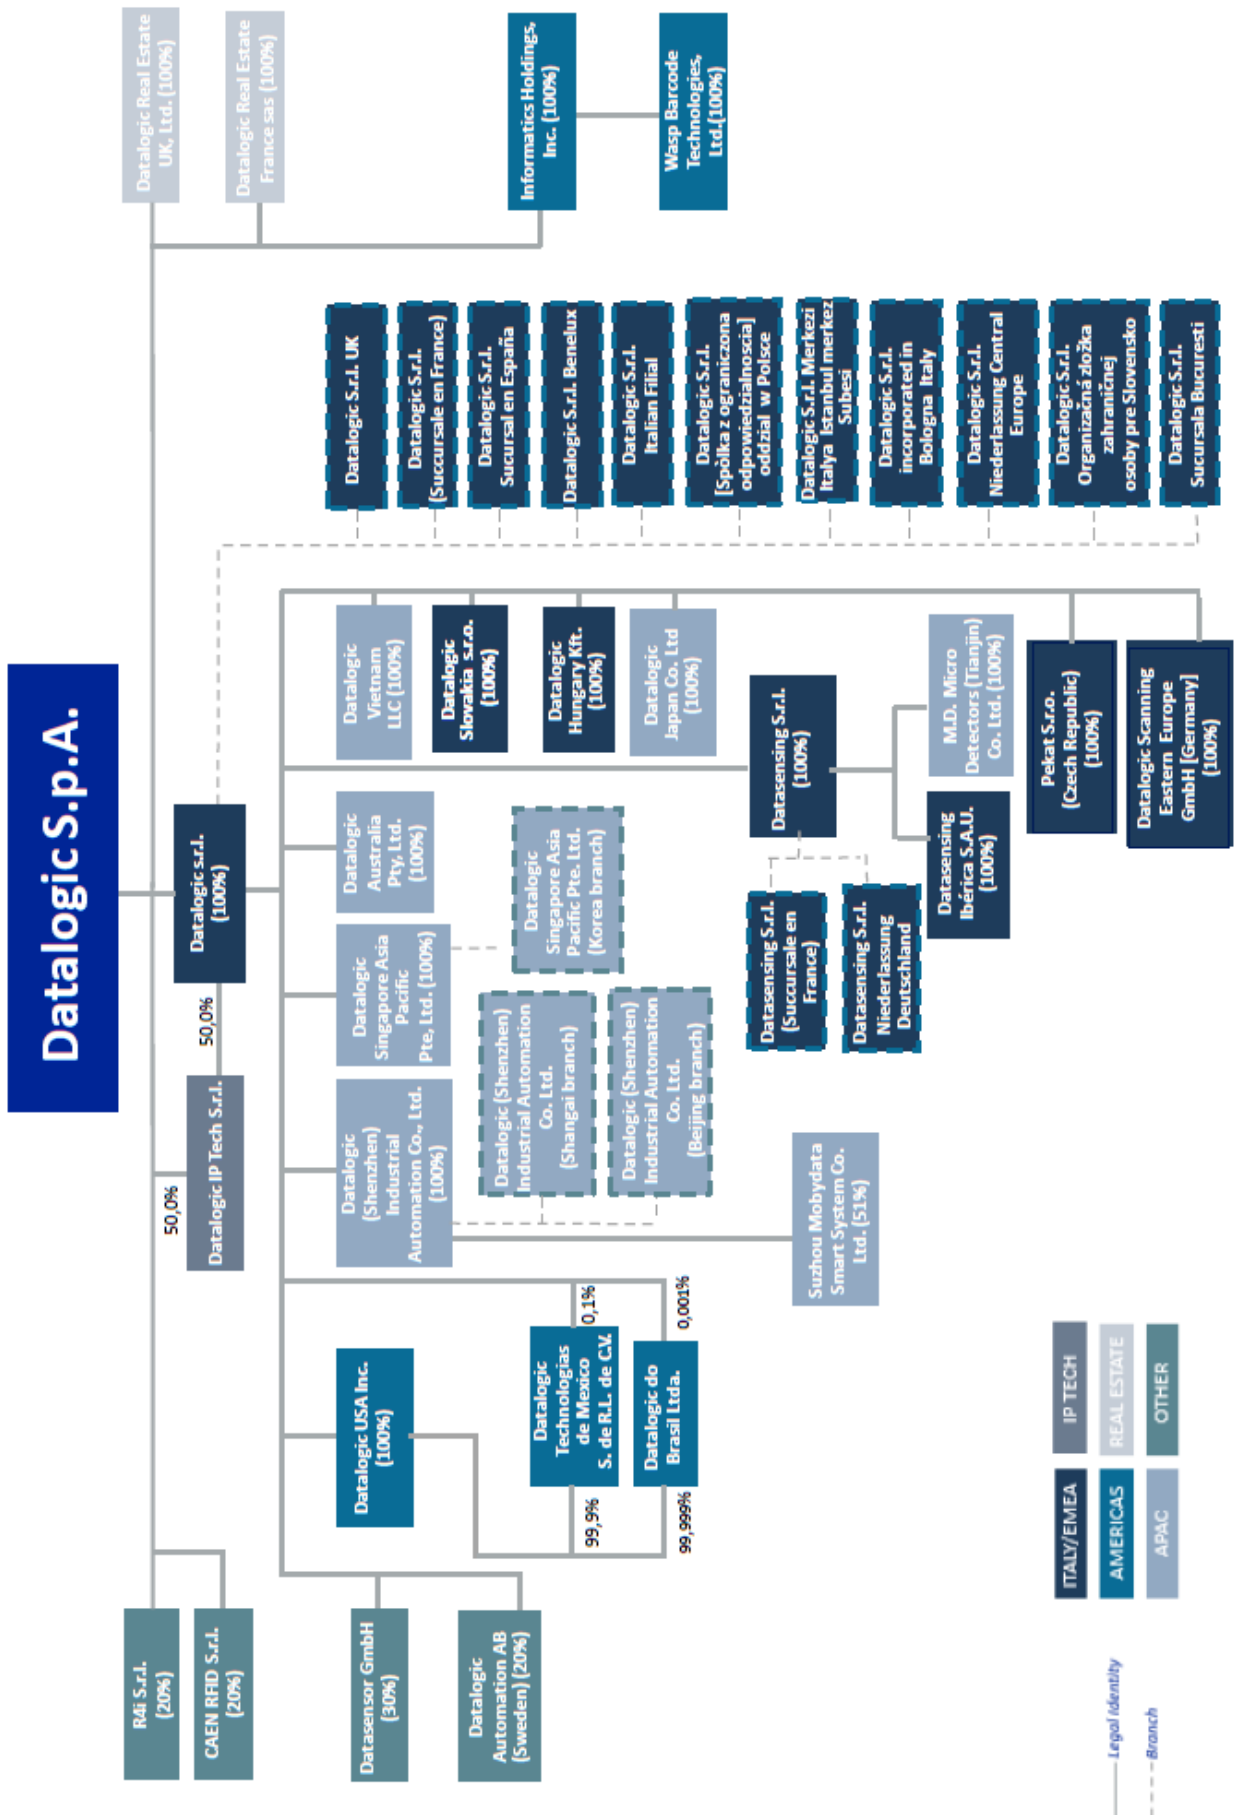 Datalogic S.p.A.
R4i S.r.l.
(20%)
CAEN RFID S.r.l.
(20%)
50,0%
Datalogic IP Tech S.r.l.
50,0%
Datalogic s.r.l.
(100%)
Datalogic Real Estate
UK, Ltd. (100%)
Datalogic Real Estate
France sas (100%)
Informatics Holdings,
Inc. (100%)
Wasp Barcode
Technologies,
Ltd.(100%)
Datasensor GmbH
(30%)
Datalogic
Automation AB
(Sweden) (20%)
Datalogic USA Inc.
(100%)
99,9%
Datalogic
Technologias
de Mexico
S. de R.L. de C.V.
0,1%
99,999%
Datalogic do
Brasil Ltda.
0,001%
Datalogic
(Shenzhen)
Industrial
Automation Co., Ltd.
(100%)
Datalogic (Shenzhen)
Industrial Automation
Co. Ltd.
(Shangai branch)
Datalogic (Shenzhen)
Industrial Automation
Co. Ltd.
(Beijing branch)
Suzhou Mobydata
Smart System Co.
Ltd. (51%)
Datalogic
Singapore Asia
Pacific
Pte, Ltd. (100%)
Datalogic
Singapore Asia
Pacific Pte. Ltd.
(Korea branch)
Datalogic
Australia
Pty, Ltd.
(100%)
Datalogic
Vietnam
LLC (100%)
Datalogic
Slovakia s.r.o.
(100%)
Datalogic
Hungary Kft.
(100%)
Datalogic
Japan Co. Ltd
(100%)
Datasensing S.r.l.
(100%)
Datasensing S.r.l.
(Succursale en
France)
Datasensing S.r.l.
Niederlassung
Deutschland
Datasensing
Ibérica S.A.U.
(100%)
M.D. Micro
Detectors (Tianjin)
Co. Ltd. (100%)
Pekat S.r.o.
(Czech Republic)
(100%)
Datalogic Scanning
Eastern Europe
GmbH [Germany]
(100%)
Datalogic S.r.l. UK
Datalogic S.r.l.
(Succursale en France)
Datalogic S.r.l.
Sucursal en España
Datalogic S.r.l. Benelux
Datalogic S.r.l.
Italian Filial
Datalogic S.r.l.
[Spólka z ograniczona
odpowiedzialnoscia]
oddzial w Polsce
Datalogic S.r.l. Merkezi
Italya Istanbul merkez
Subesi
Datalogic S.r.l
incorporated in
Bologna Italy
Datalogic S.r.l.
Niederlassung Central
Europe
Datalogic S.r.l.
Organizačná zložka
zahraničnej
osoby pre Slovensko
Datalogic S.r.l.
Sucursala Bucuresti
Legal Identity
Branch
ITALY/EMEA
IP TECH
AMERICAS
REAL ESTATE
APAC
OTHER